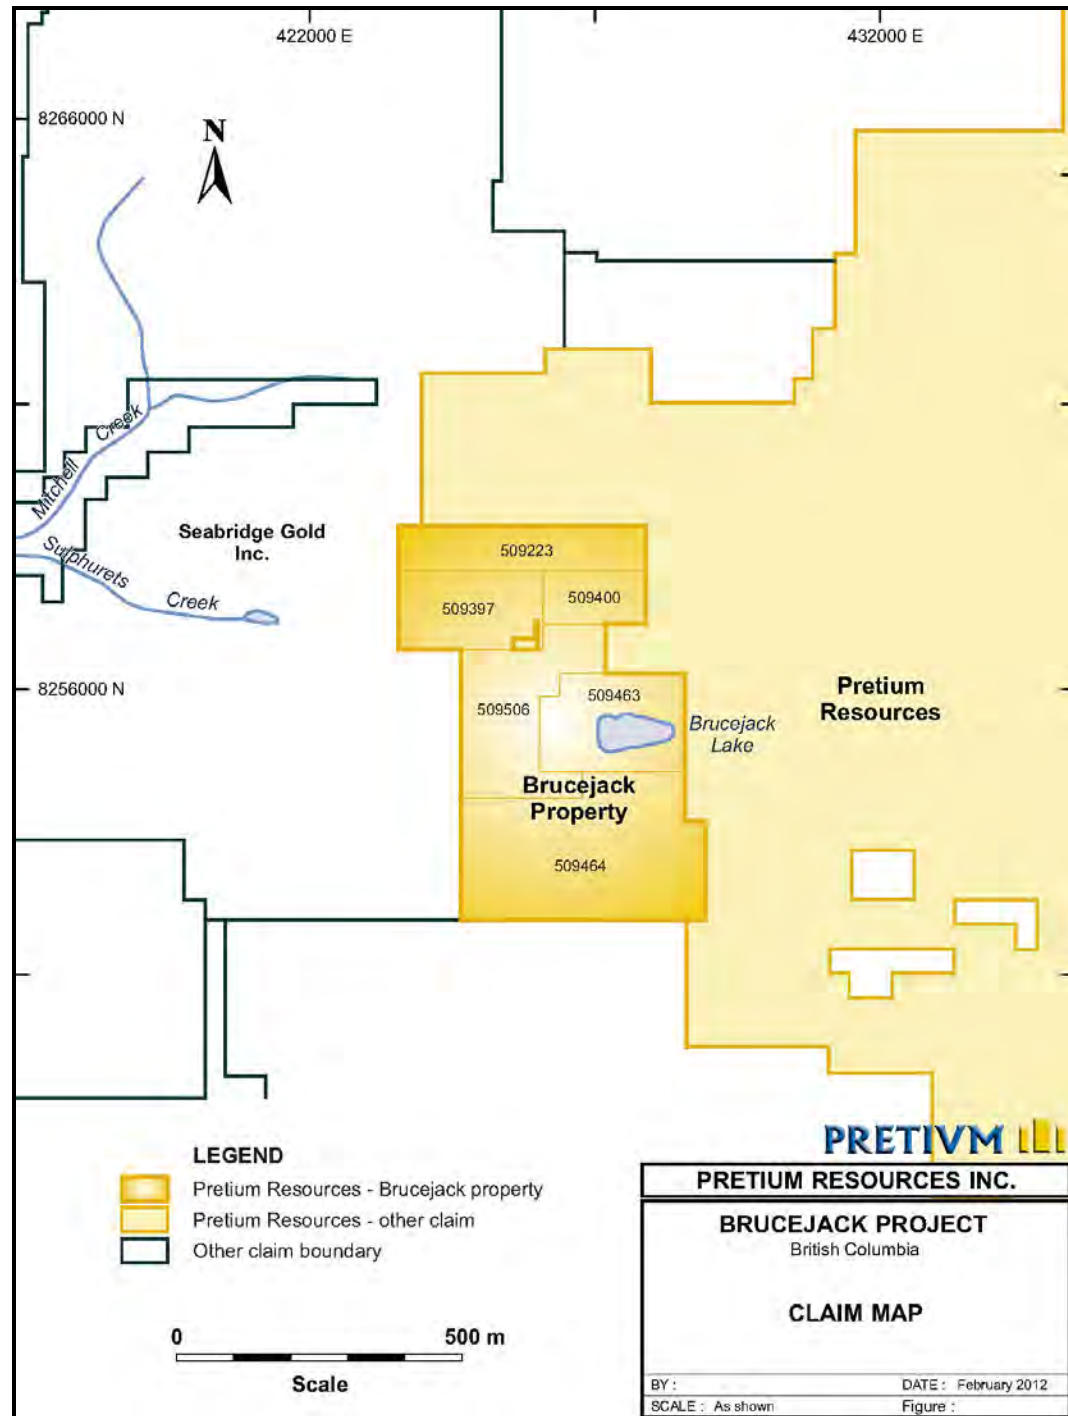 422000 E
432000 E
8266000 N
N
Mitchell Creek
Seabridge Gold
Inc.
Sulphurets Creek
509223
509397
509400
8256000 N
509506
509463
Pretium
Resources
Brucejack
Lake
Brucejack
Property
509464
PRETIVM
LEGEND
Pretium Resources - Brucejack property
Pretium Resources - other claim
Other claim boundary
0 500 m
Scale
PRETIUM RESOURCES INC.
BRUCEJACK PROJECT
British Columbia
CLAIM MAP
BY :
DATE : February 2012
SCALE : As shown
Figure :